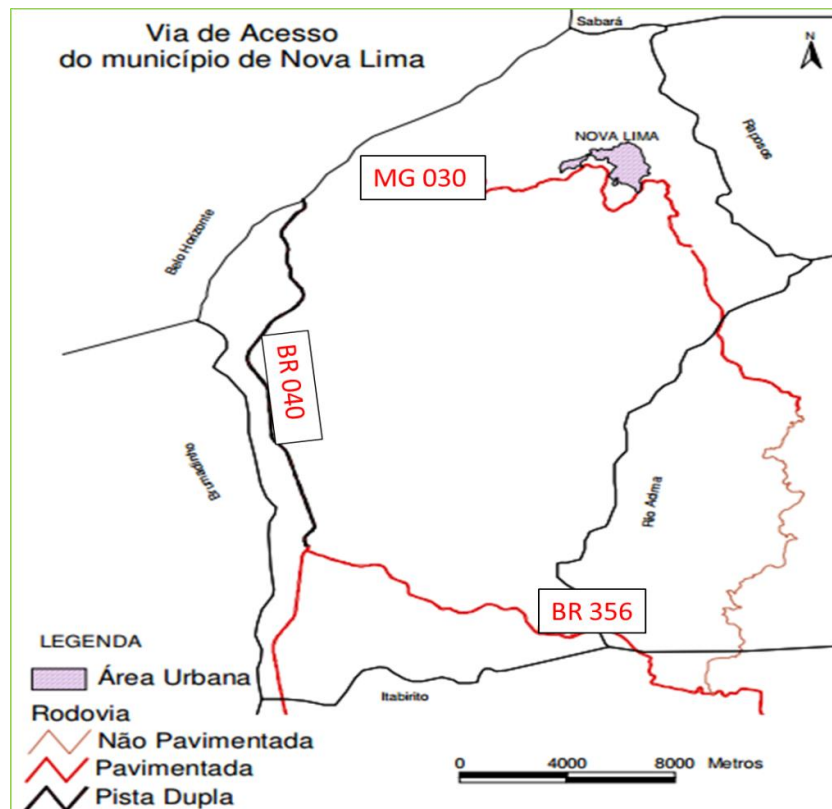 Via de Acesso
do município de Nova Lima
Sabará
N
NOVA LIMA
Raposos
MG 030
Belo Horizonte
BR 040
Brumadinho
Rio Adma
BR 356
Itabirito
LEGENDA
Área Urbana
Rodovia
Não Pavimentada
Pavimentada
Pista Dupla
0 4000 8000 Metros